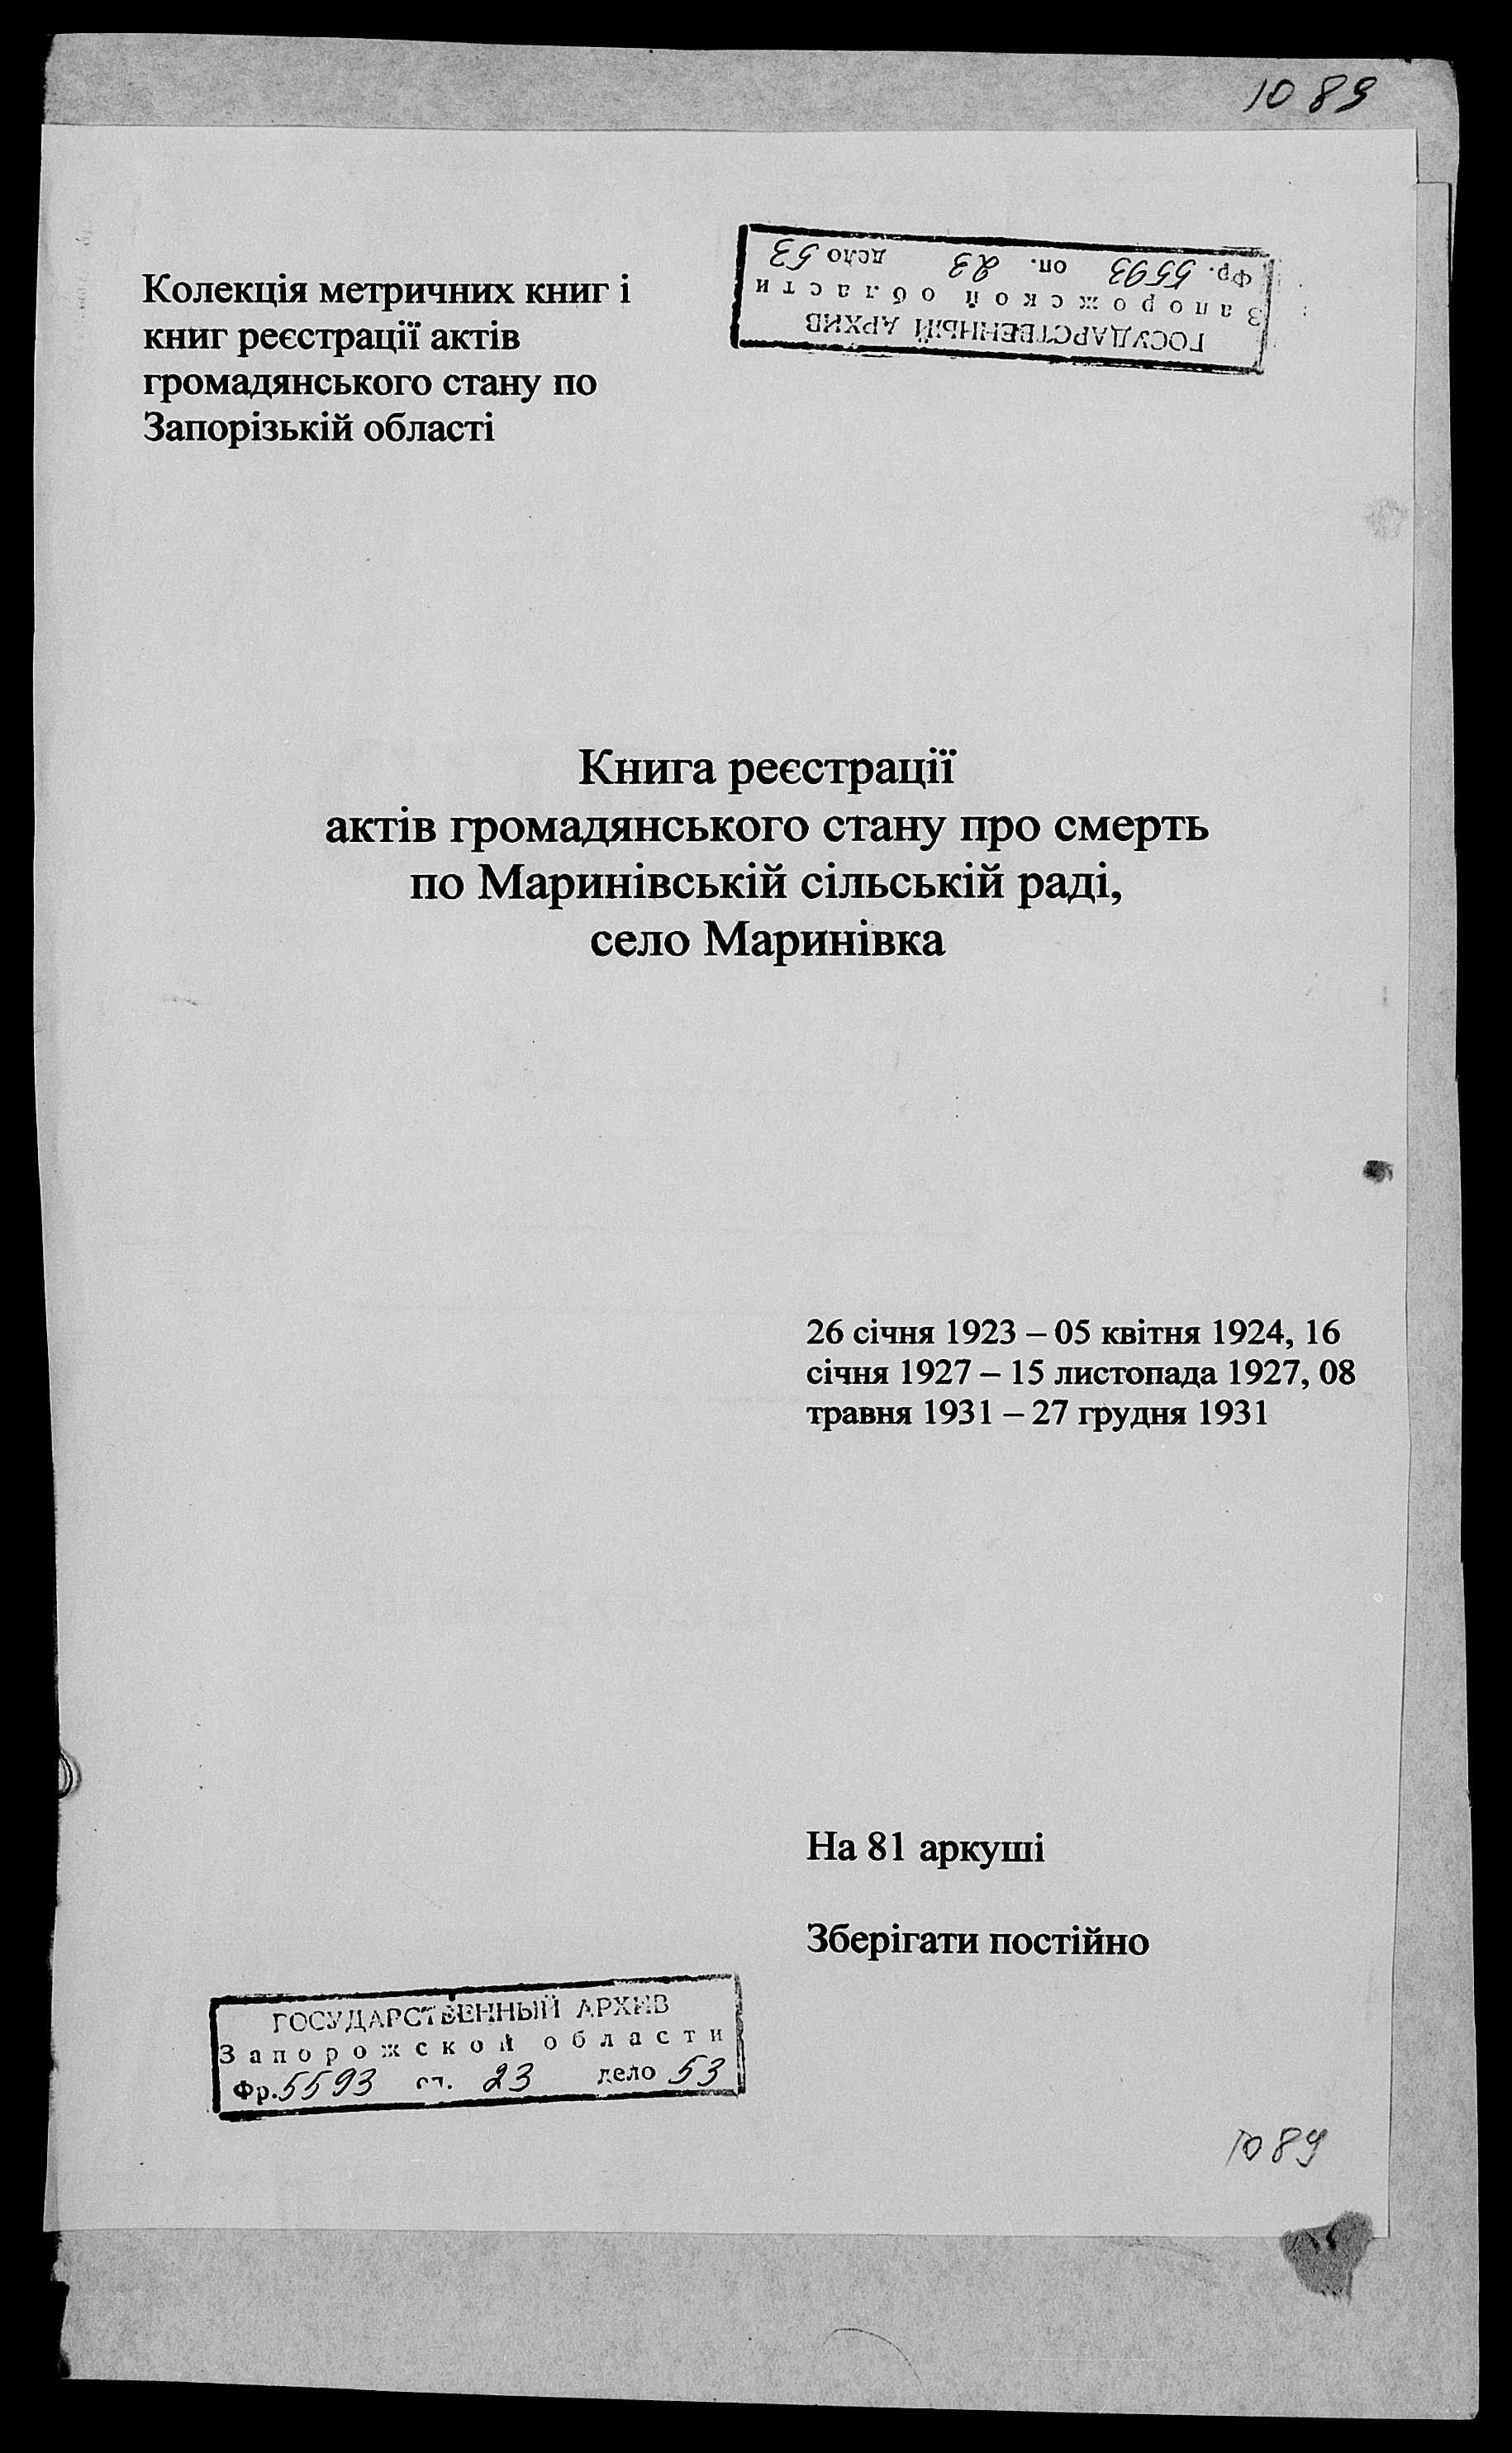 1089
Колекція метричних книг і
книг реєстрації актів
громадянського стану по
Запорізькій області
ГОСУДАРСТВЕННЫЙ АРХИВ
Запорожской области
Фр. 5593 оп. 23 дело 53
Книга реєстрації
актів громадянського стану про смерть
по Маринівській сільській раді,
село Маринівка
26 січня 1923 – 05 квітня 1924, 16
січня 1927 – 15 листопада 1927, 08
травня 1931 – 27 грудня 1931
На 81 аркуші
Зберігати постійно
ГОСУДАРСТВЕННЫЙ АРХИВ
Запорожской области
Фр. 5593 оп. 23 дело 53
1089